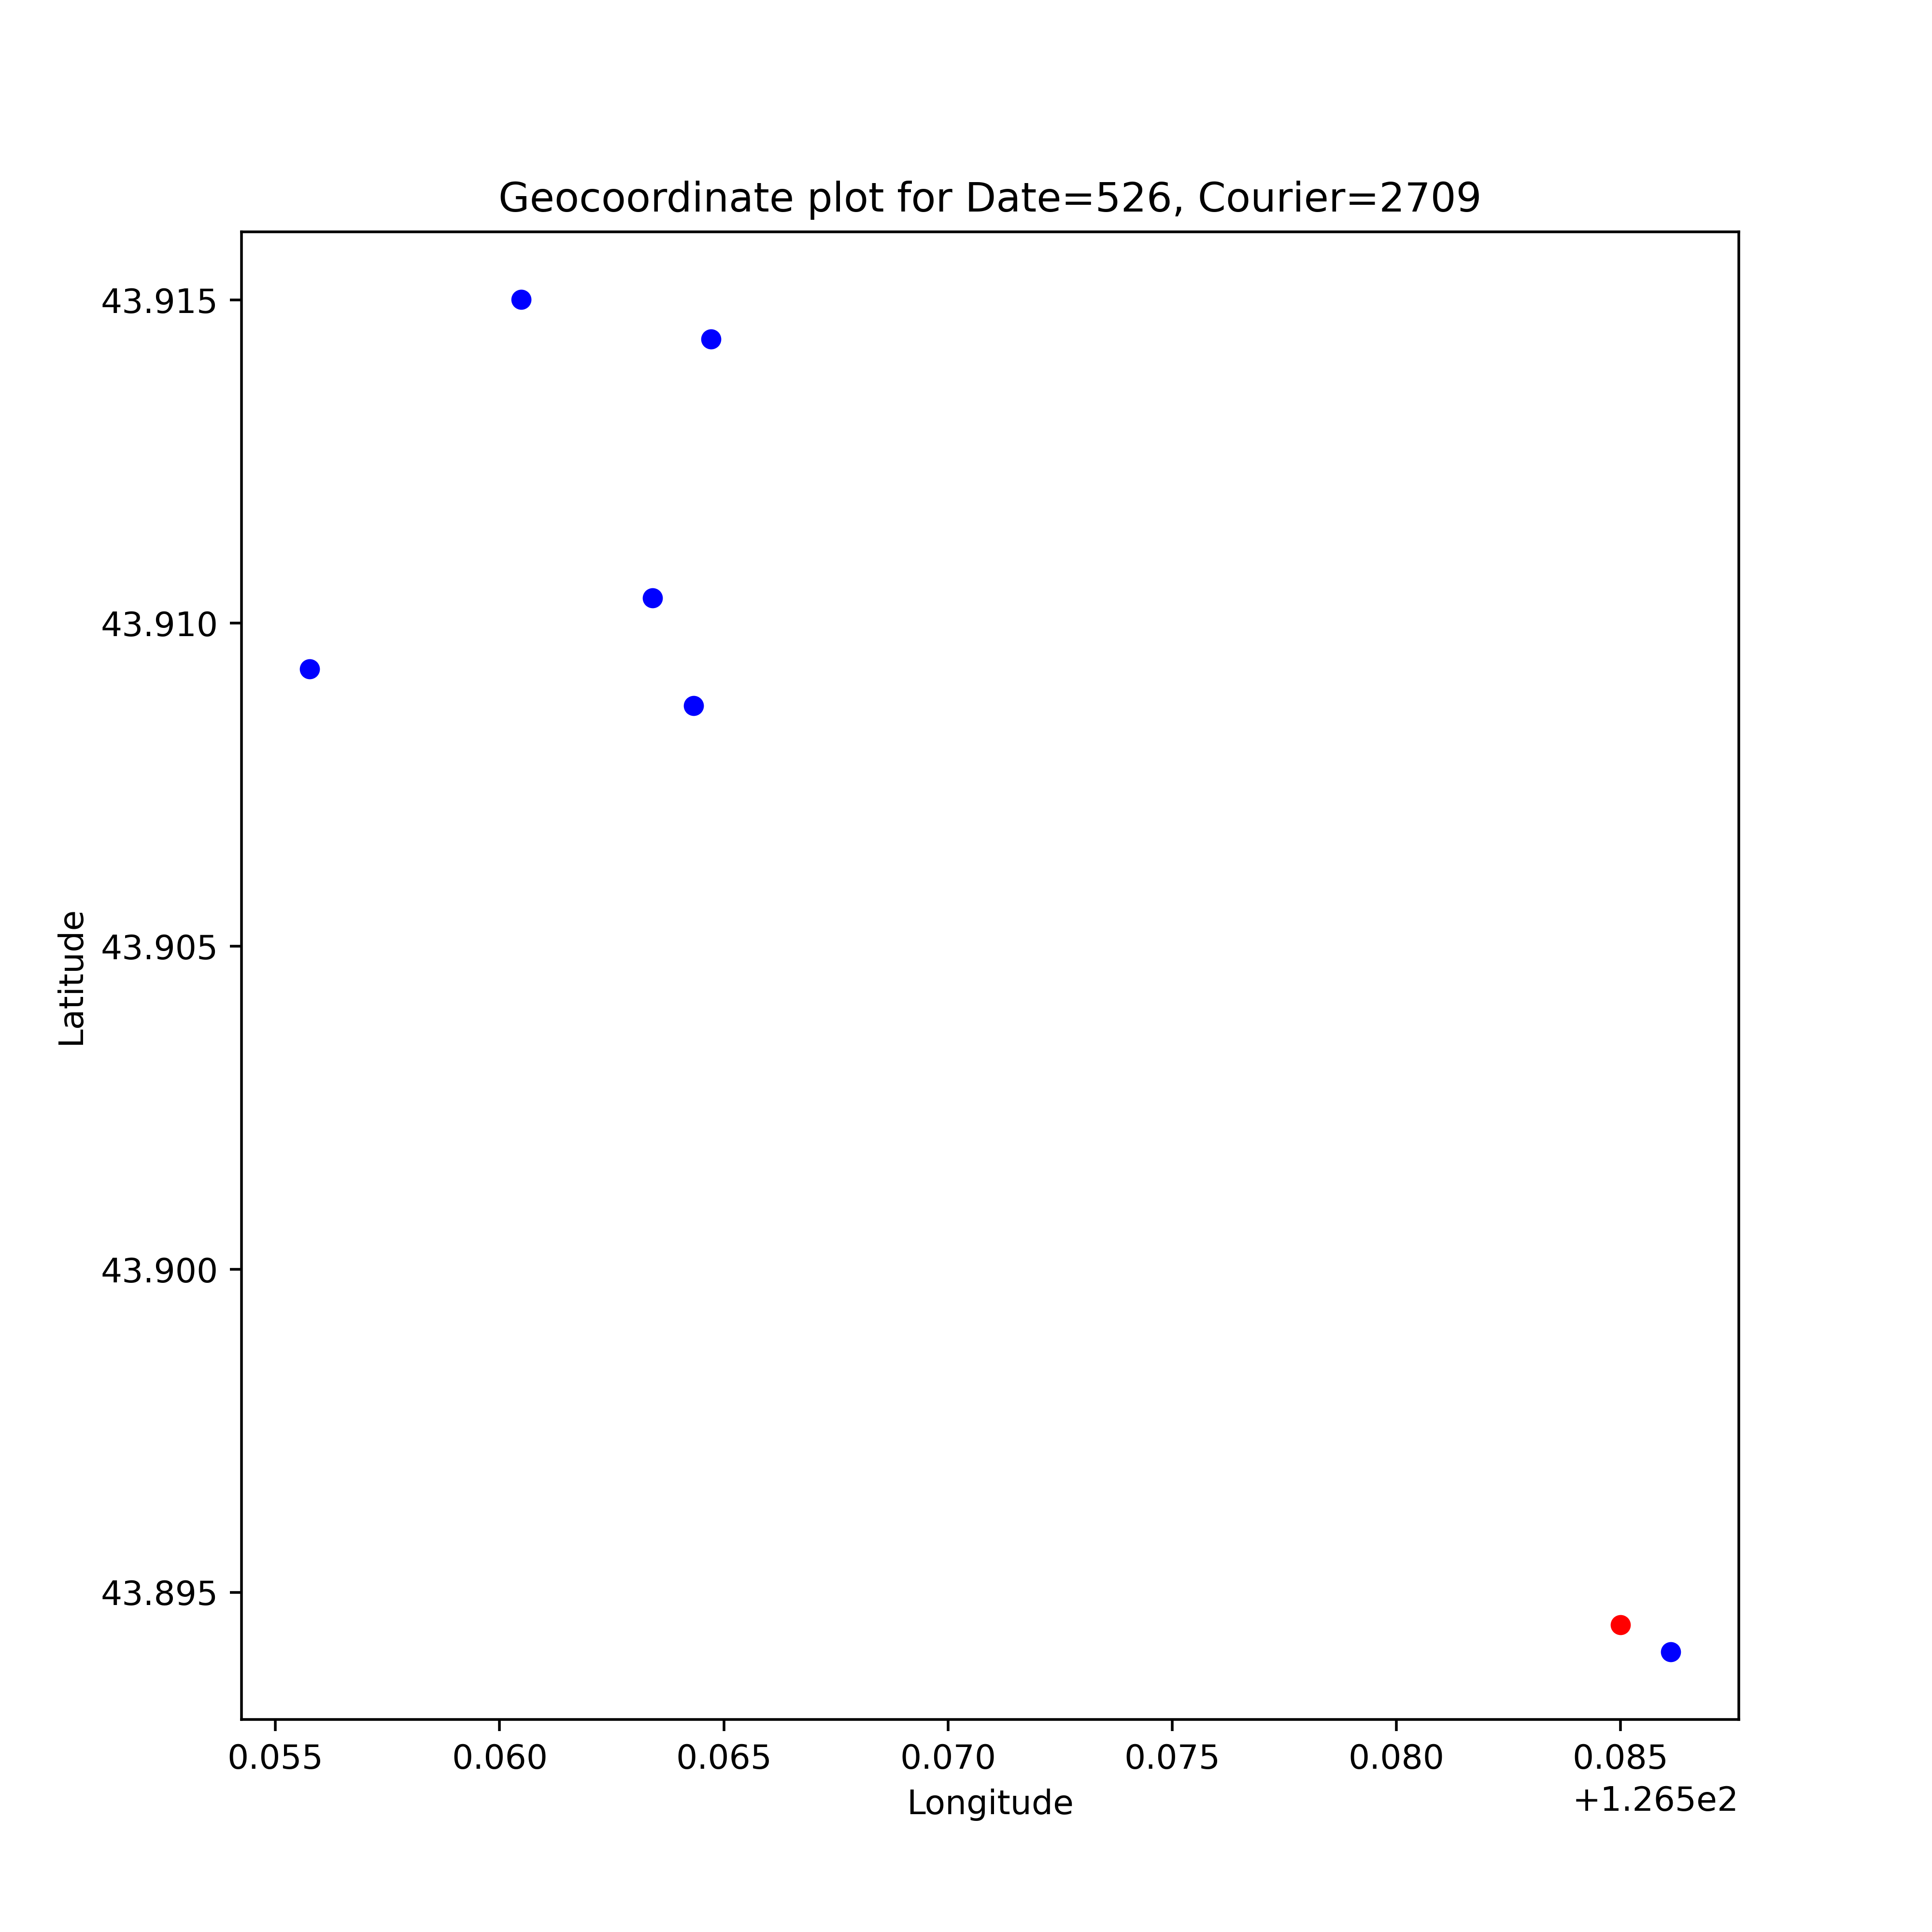 Geocoordinate plot for Date=526, Courier=2709
43.915
43.910
43.905
43.900
43.895
Latitude
0.055 0.060 0.065 0.070 0.075 0.080 0.085
+1.265e2
Longitude